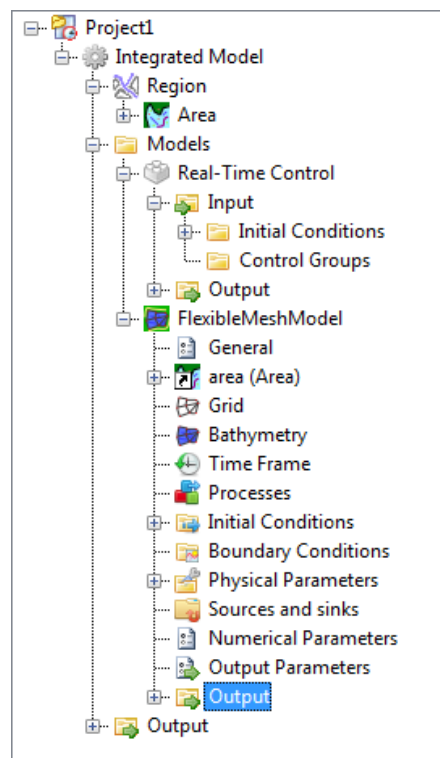 Project1
Integrated Model
Region
Area
Models
Real-Time Control
Input
Initial Conditions
Control Groups
Output
FlexibleMeshModel
General
area (Area)
Grid
Bathymetry
Time Frame
Processes
Initial Conditions
Boundary Conditions
Physical Parameters
Sources and sinks
Numerical Parameters
Output Parameters
Output
Output